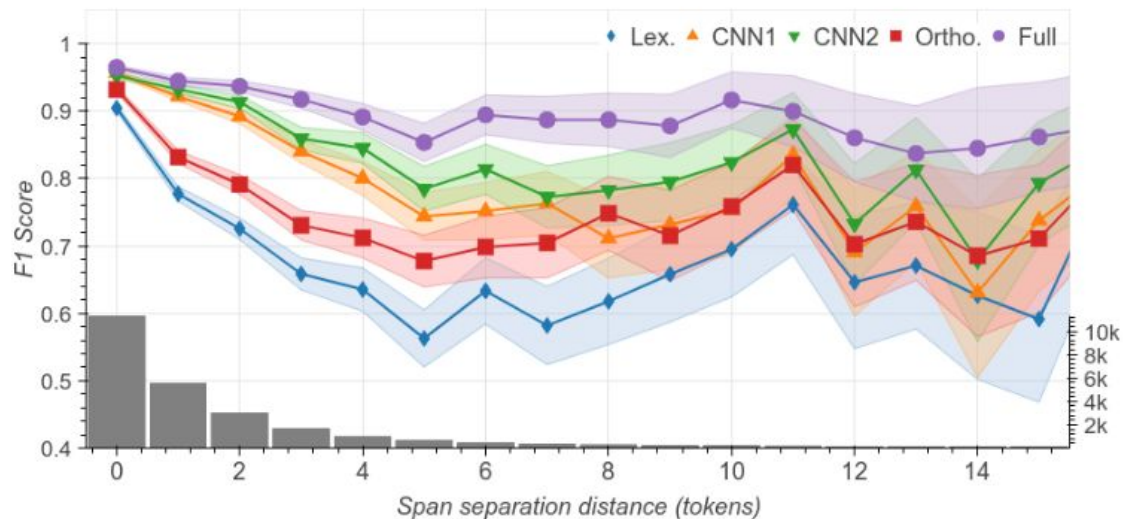 Lex. CNN1 CNN2 Ortho. Full
1
0.9
0.8
0.7
0.6
0.5
0.4
F1 Score
10k
8k
6k
4k
2k
0 2 4 6 8 10 12 14
Span separation distance (tokens)